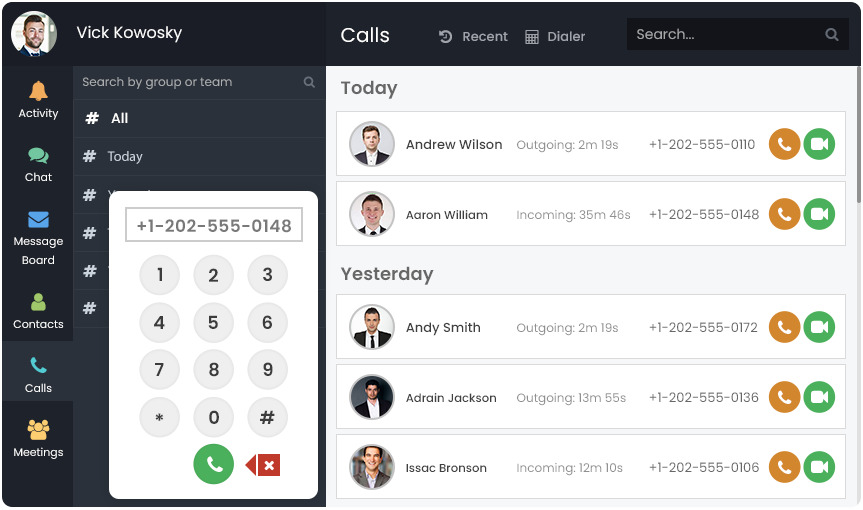 Vick Kowosky
Calls
Recent
Dialer
Search...
Activity
Chat
Message
Board
Contacts
Calls
Meetings
Search by group or team
# All
# Today
#
#
#
#
+1-202-555-0148
1 2 3
4 5 6
7 8 9
* 0 #
Today
Andrew Wilson Outgoing: 2m 19s +1-202-555-0110
Aaron William Incoming: 35m 46s +1-202-555-0148
Yesterday
Andy Smith Outgoing: 2m 19s +1-202-555-0172
Adrain Jackson Outgoing: 13m 55s +1-202-555-0136
Issac Bronson Incoming: 12m 10s +1-202-555-0106